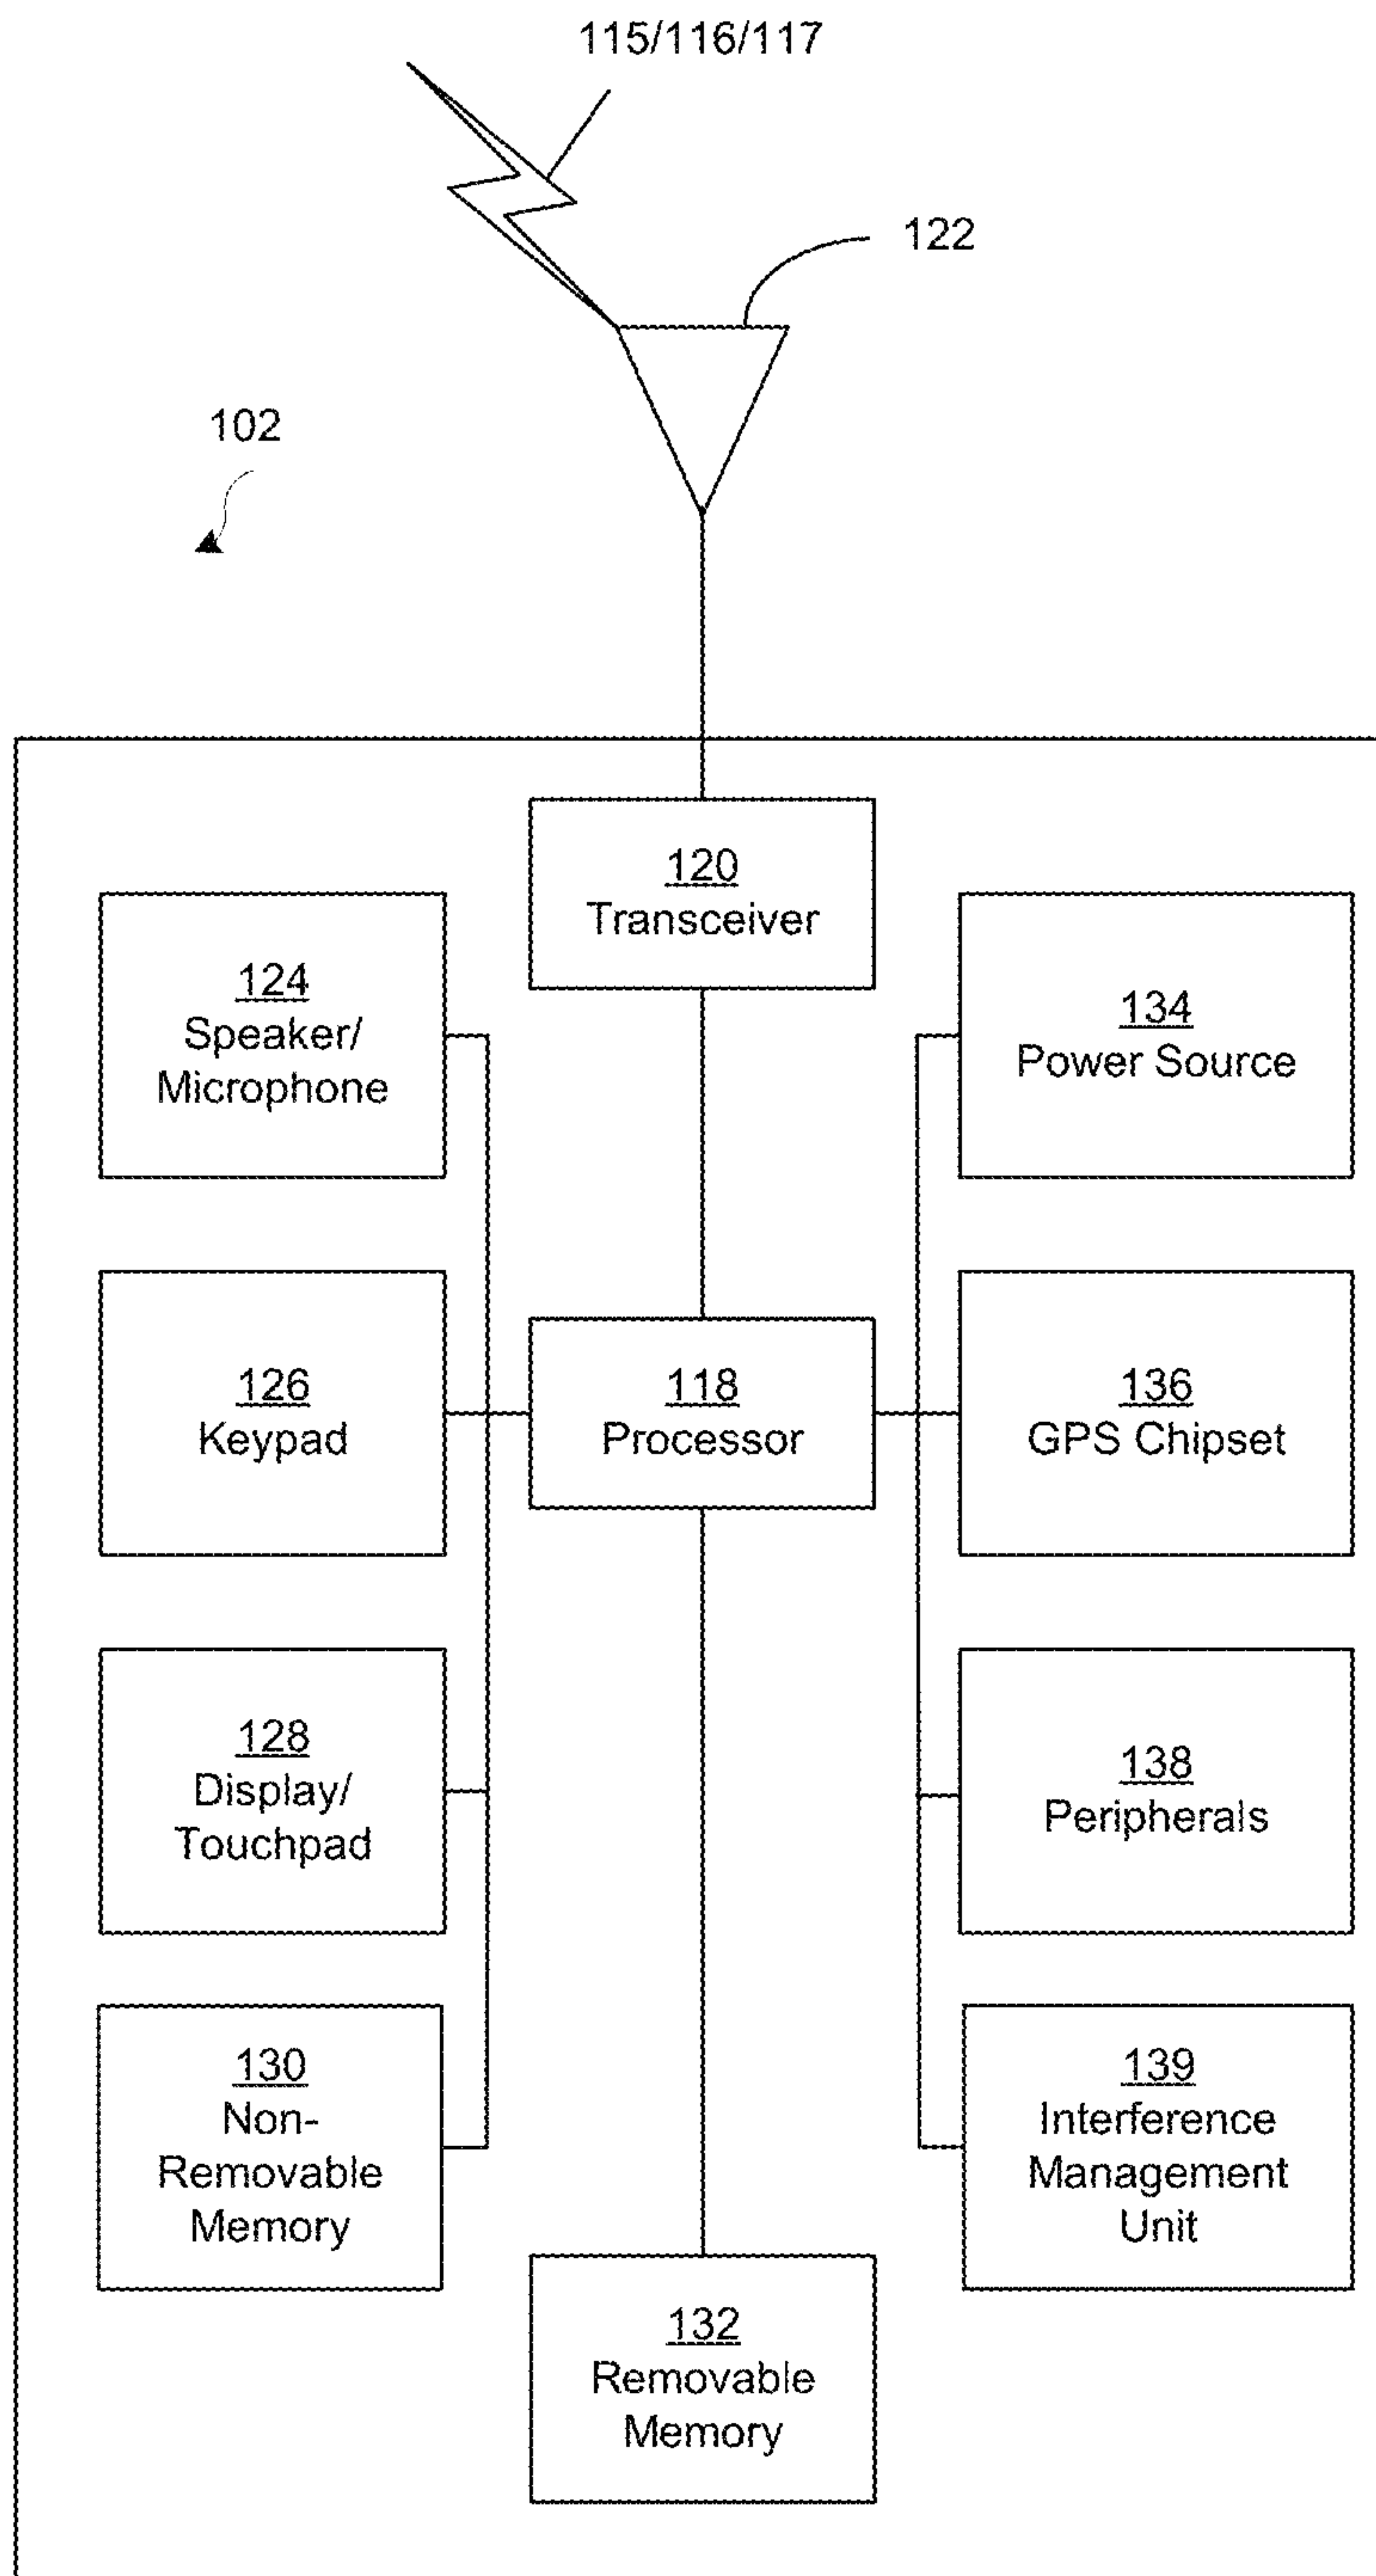 115/116/117
122
102
120
Transceiver
124
Speaker/
Microphone
134
Power Source
126
Keypad
118
Processor
136
GPS Chipset
128
Display/
Touchpad
138
Peripherals
130
Non-
Removable
Memory
139
Interference
Management
Unit
132
Removable
Memory